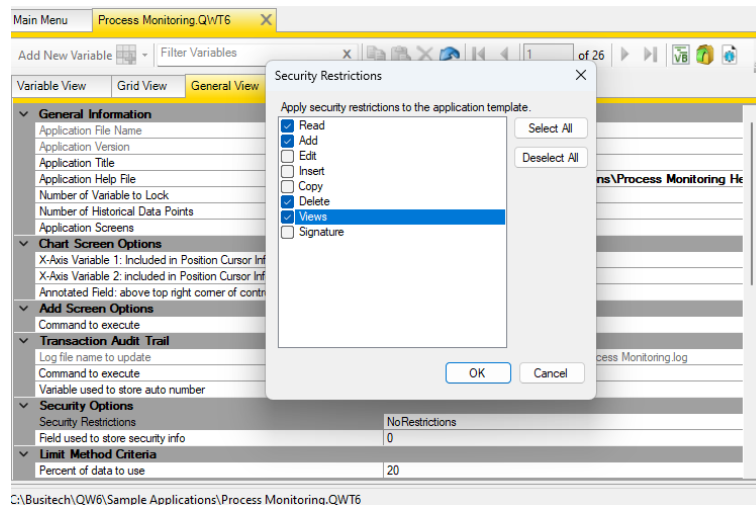 Main Menu
Process Monitoring.QWT6
X
Add New Variable
Filter Variables
x
1
of 26
VB
Variable View
Grid View
General View
Security Restrictions
Apply security restrictions to the application template.
Read
Add
Edit
Insert
Copy
Delete
Views
Signature
Select All
Deselect All
OK
Cancel
General Information
Application File Name
Application Version
Application Title
Application Help File
ns\Process Monitoring He
Number of Variable to Lock
Number of Historical Data Points
Application Screens
Chart Screen Options
X-Axis Variable 1: Included in Position Cursor Inf
X-Axis Variable 2: included in Position Cursor Inf
Annotated Field: above top right corner of contr
Add Screen Options
Command to execute
Transaction Audit Trail
Log file name to update
cess Monitoring.log
Command to execute
Variable used to store auto number
Security Options
Security Restrictions
NoRestrictions
Field used to store security info
0
Limit Method Criteria
Percent of data to use
20
C:\Busitech\QW6\Sample Applications\Process Monitoring.QWT6